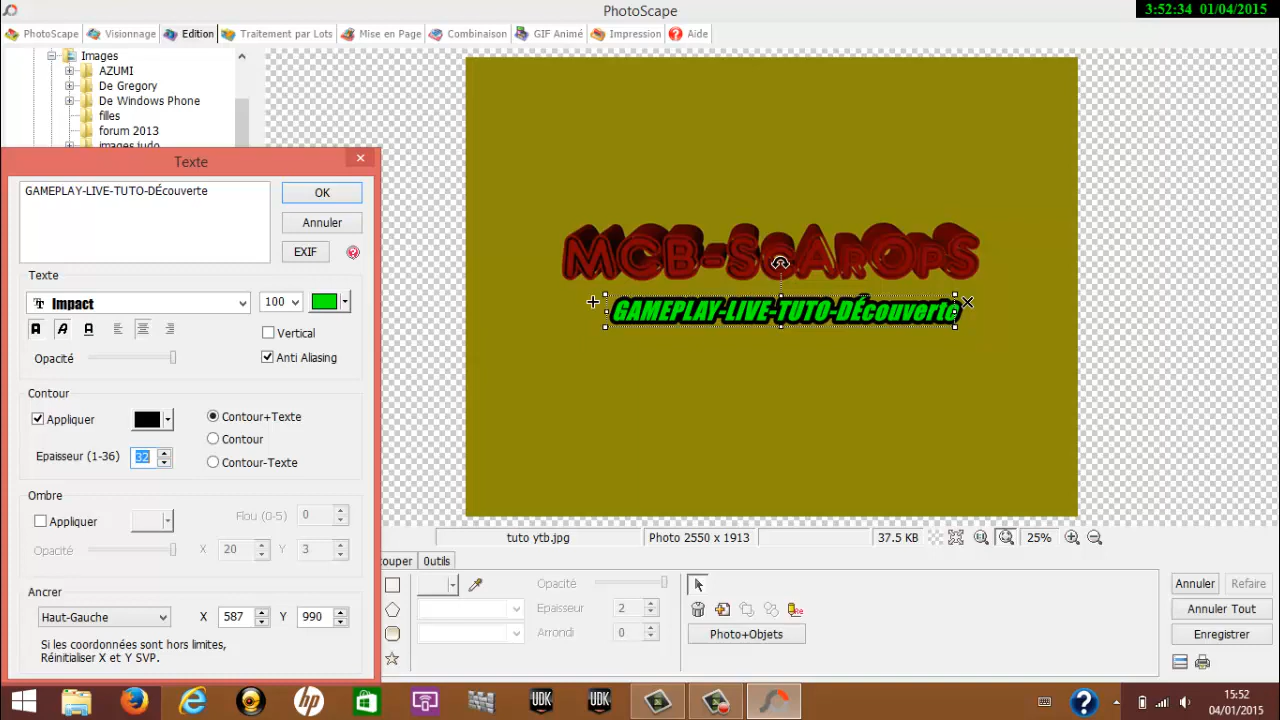 PhotoScape
3:52:34 01/04/2015
PhotoScape Visionnage Edition Traitement par Lots Mise en Page Combinaison GIF Animé Impression Aide
Images
AZUMI
De Gregory
De Windows Phone
filles
forum 2013
images judo
Texte
GAMEPLAY-LIVE-TUTO-DÉcouverte
OK
Annuler
EXIF
Texte
Impact
100
A A A
Vertical
Opacité
Anti Aliasing
Contour
Appliquer
Contour+Texte
Contour
Epaisseur (1-36) 32
Contour-Texte
Ombre
Appliquer
Flou (0-5) 0
Opacité
X 20 Y 3
Ancrer
Haut-Gauche X 587 Y 990
Si les coordonnées sont hors limites,
Réinitialiser X et Y SVP.
MCB-ScArOpS
GAMEPLAY-LIVE-TUTO-DÉcouverte
tuto ytb.jpg
Photo 2550 x 1913
37.5 KB
25%
couper Outils
Opacité
Epaisseur 2
Arrondi 0
Photo+Objets
Annuler Refaire
Annuler Tout
Enregistrer
hp
UDK
UDK
15:52
04/01/2015